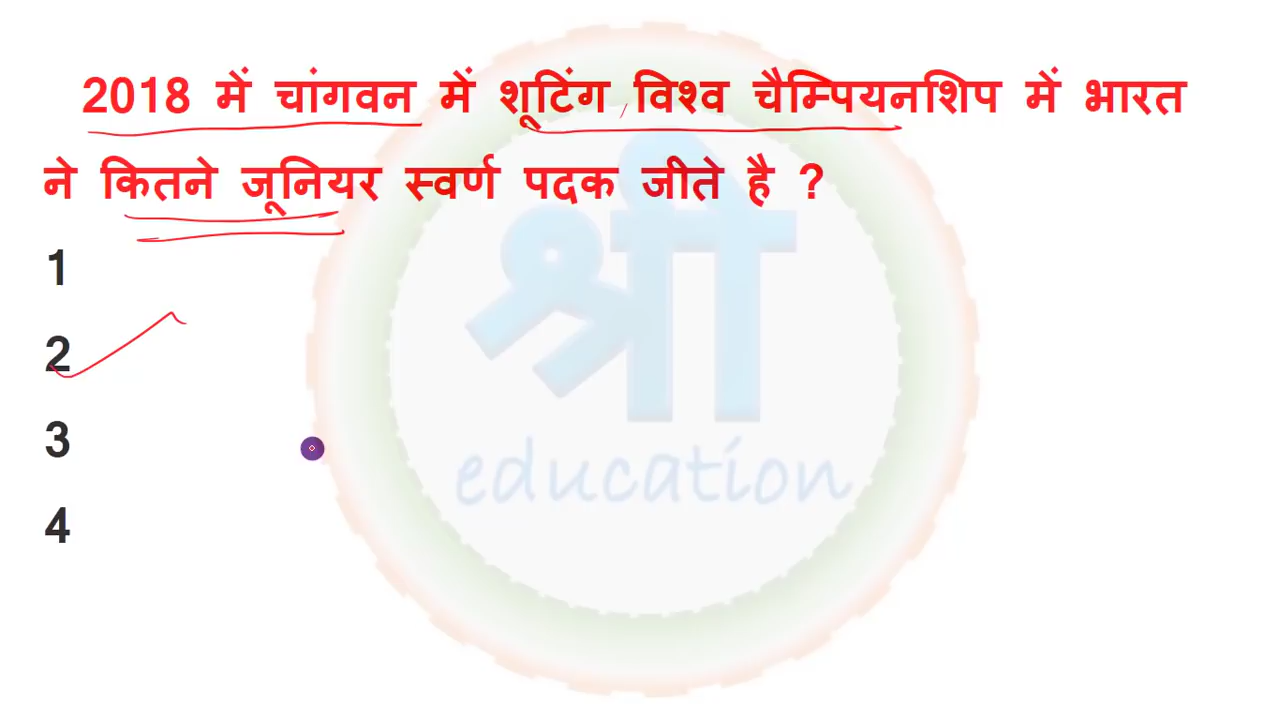 2018 में चांगवन में शूटिंग विश्व चैम्पियनशिप में भारत
ने कितने जूनियर स्वर्ण पदक जीते है ?
1
2
3
4
श्री
education